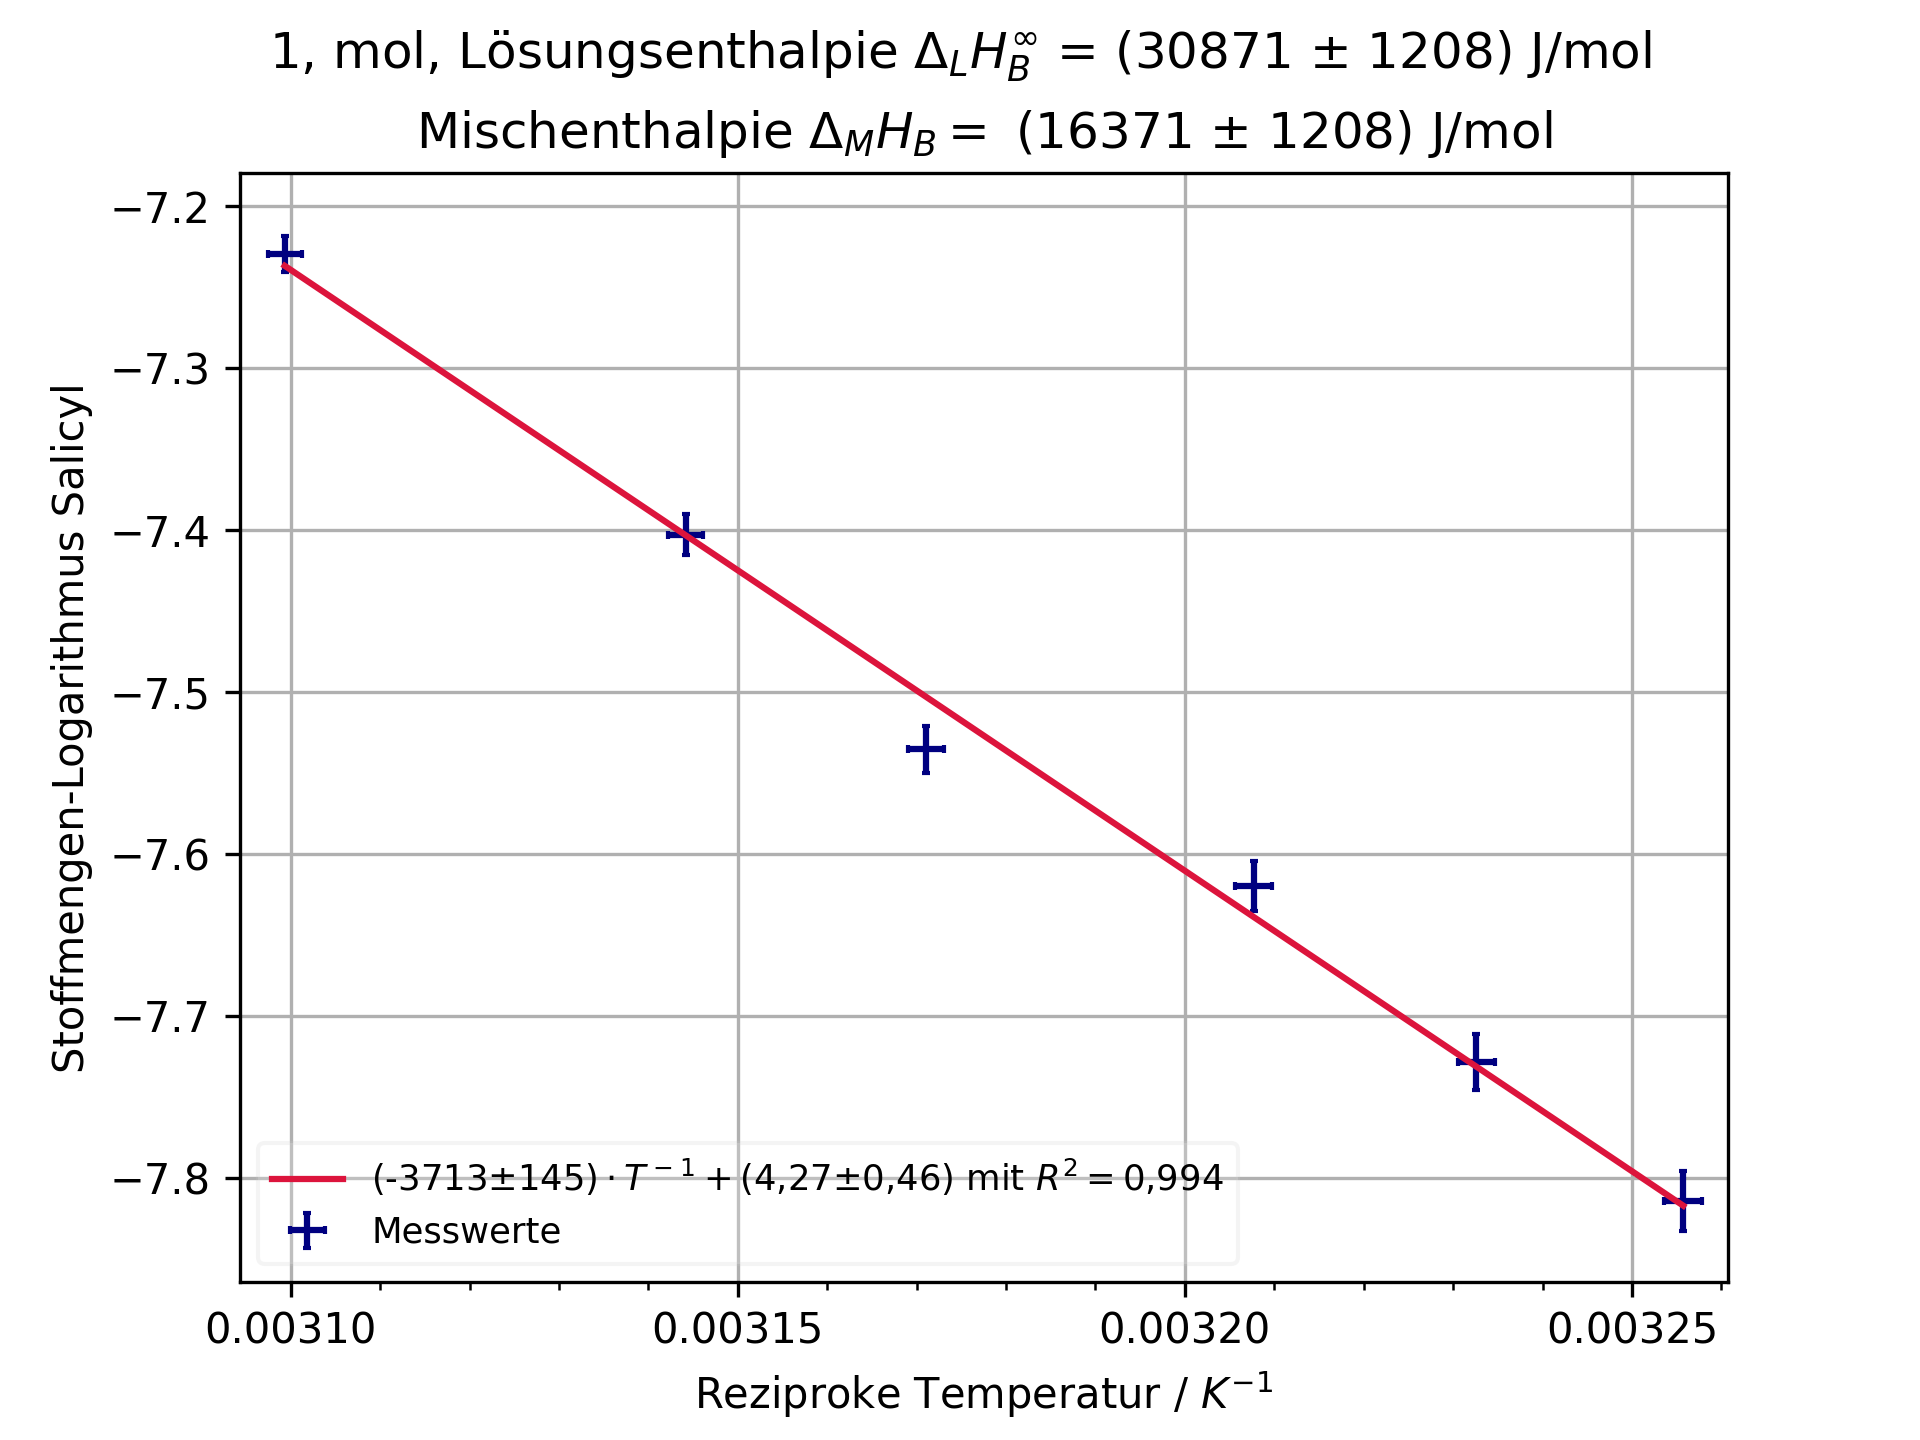 1, mol, Lösungsenthalpie Δ_L H_B^∞ = (30871 ± 1208) J/mol
Mischenthalpie Δ_M H_B = (16371 ± 1208) J/mol
−7.2
−7.3
−7.4
−7.5
−7.6
−7.7
−7.8
Stoffmengen-Logarithmus Salicyl
(-3713±145) · T⁻¹ + (4,27±0,46) mit R² = 0,994
Messwerte
0.00310 0.00315 0.00320 0.00325
Reziproke Temperatur / K⁻¹